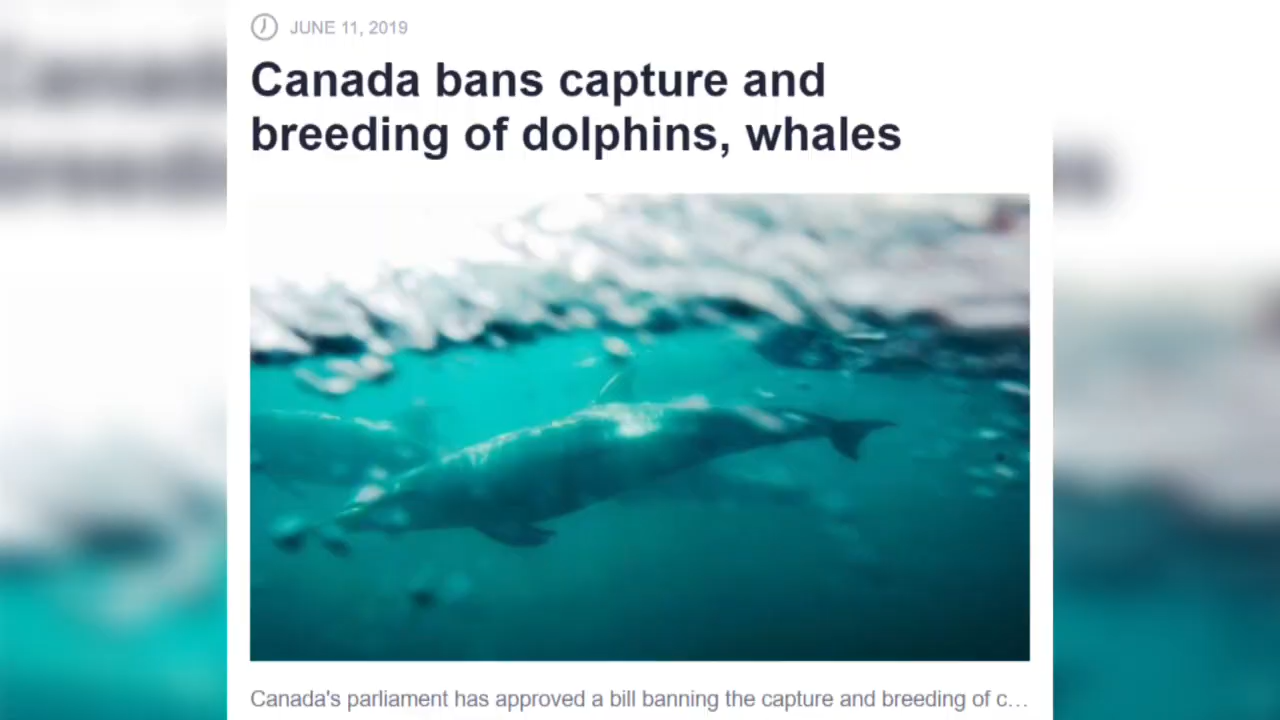 JUNE 11, 2019
Canada bans capture and
breeding of dolphins, whales
Canada's parliament has approved a bill banning the capture and breeding of c...